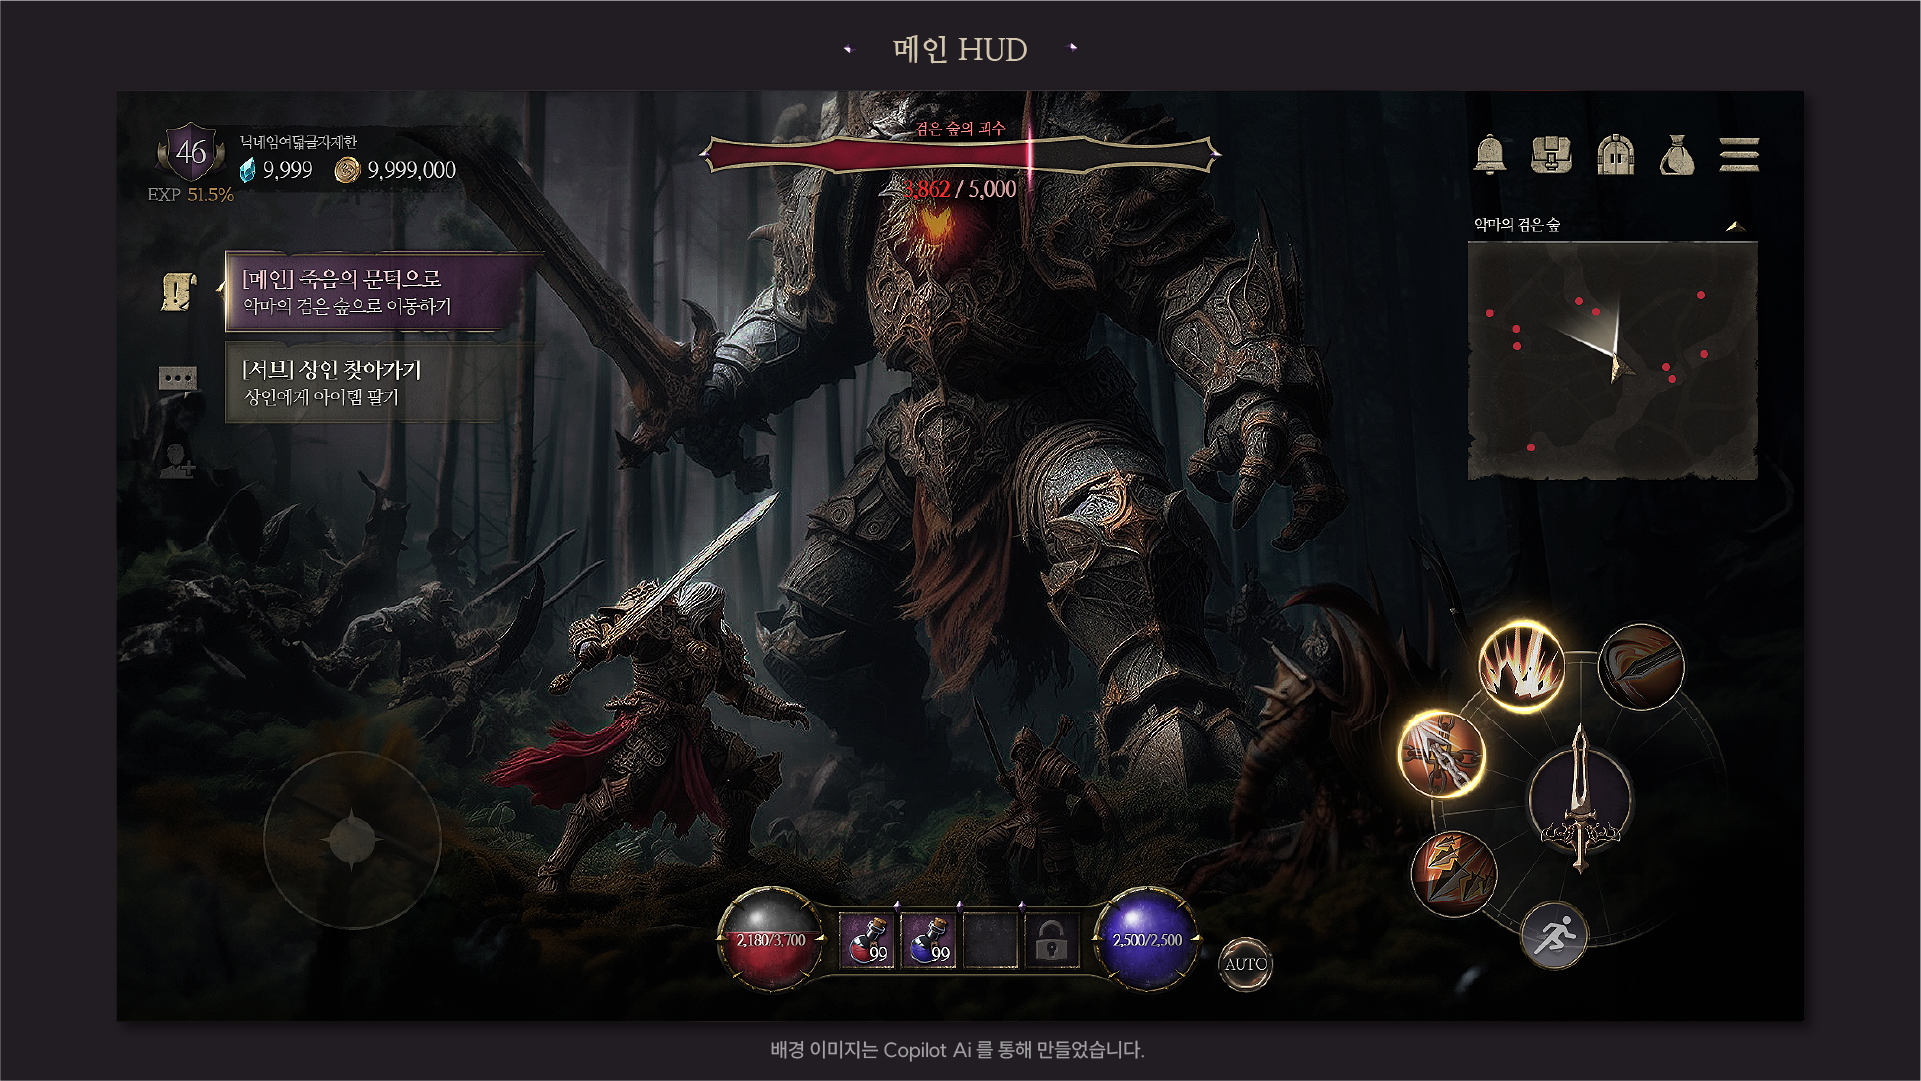 메인 HUD
46
닉네임여덟글자제한
9,999 9,999,000
EXP 51.5%
검은 숲의 괴수
3,862 / 5,000
악마의 검은 숲
[메인] 죽음의 문턱으로
악마의 검은 숲으로 이동하기
[서브] 상인 찾아가기
상인에게 아이템 팔기
2,180/3,700
99
99
2,500/2,500
AUTO
배경 이미지는 Copilot Ai 를 통해 만들었습니다.